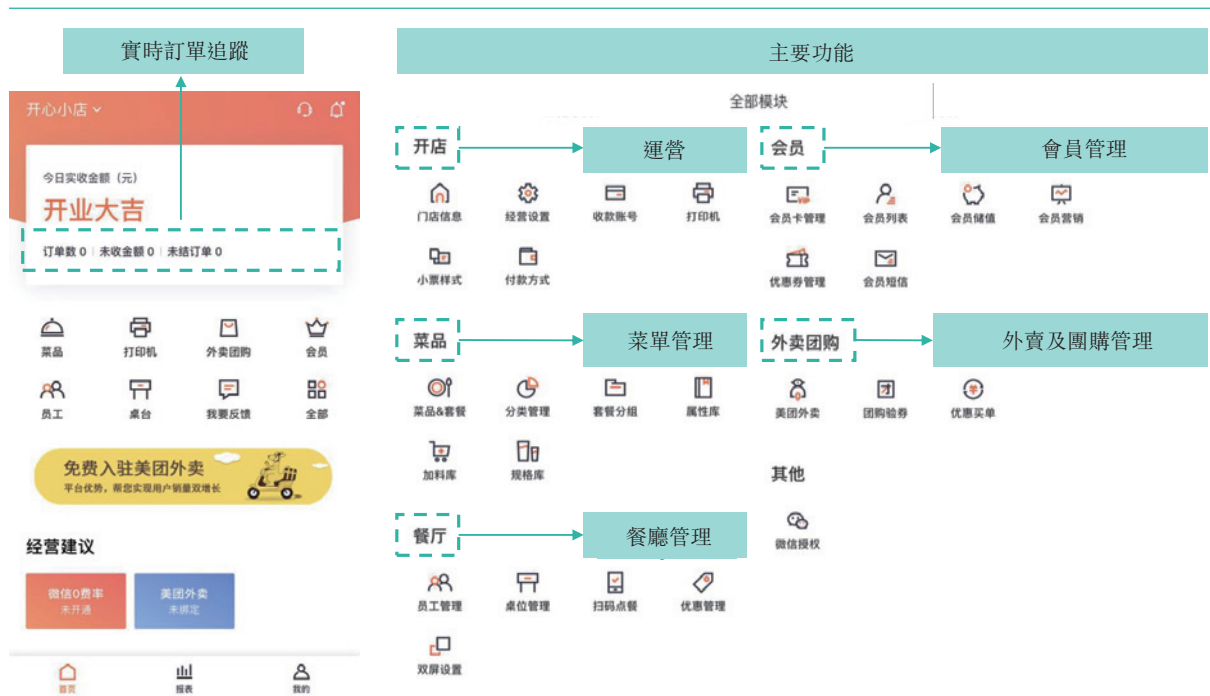 實時訂單追蹤
开心小店
今日实收金额（元）
开业大吉
订单数 0 | 未收金额 0 | 未结订单 0
菜品 打印机 外卖团购 会员
员工 桌台 我要反馈 全部
免费入驻美团外卖
平台优势，帮您实现用户销量双增长
经营建议
微信0费率 美团外卖
未开通 未绑定
首页 报表 我的
主要功能
全部模块
开店 運營
门店信息 经营设置 收款账号 打印机
小票样式 付款方式
菜品 菜單管理
菜品&套餐 分类管理 套餐分组 属性库
加料库 规格库
餐厅 餐廳管理
员工管理 桌位管理 扫码点餐 优惠管理
双屏设置
会员 會員管理
会员卡管理 会员列表 会员储值 会员营销
优惠券管理 会员短信
外卖团购 外賣及團購管理
美团外卖 团购验券 优惠买单
其他
微信授权